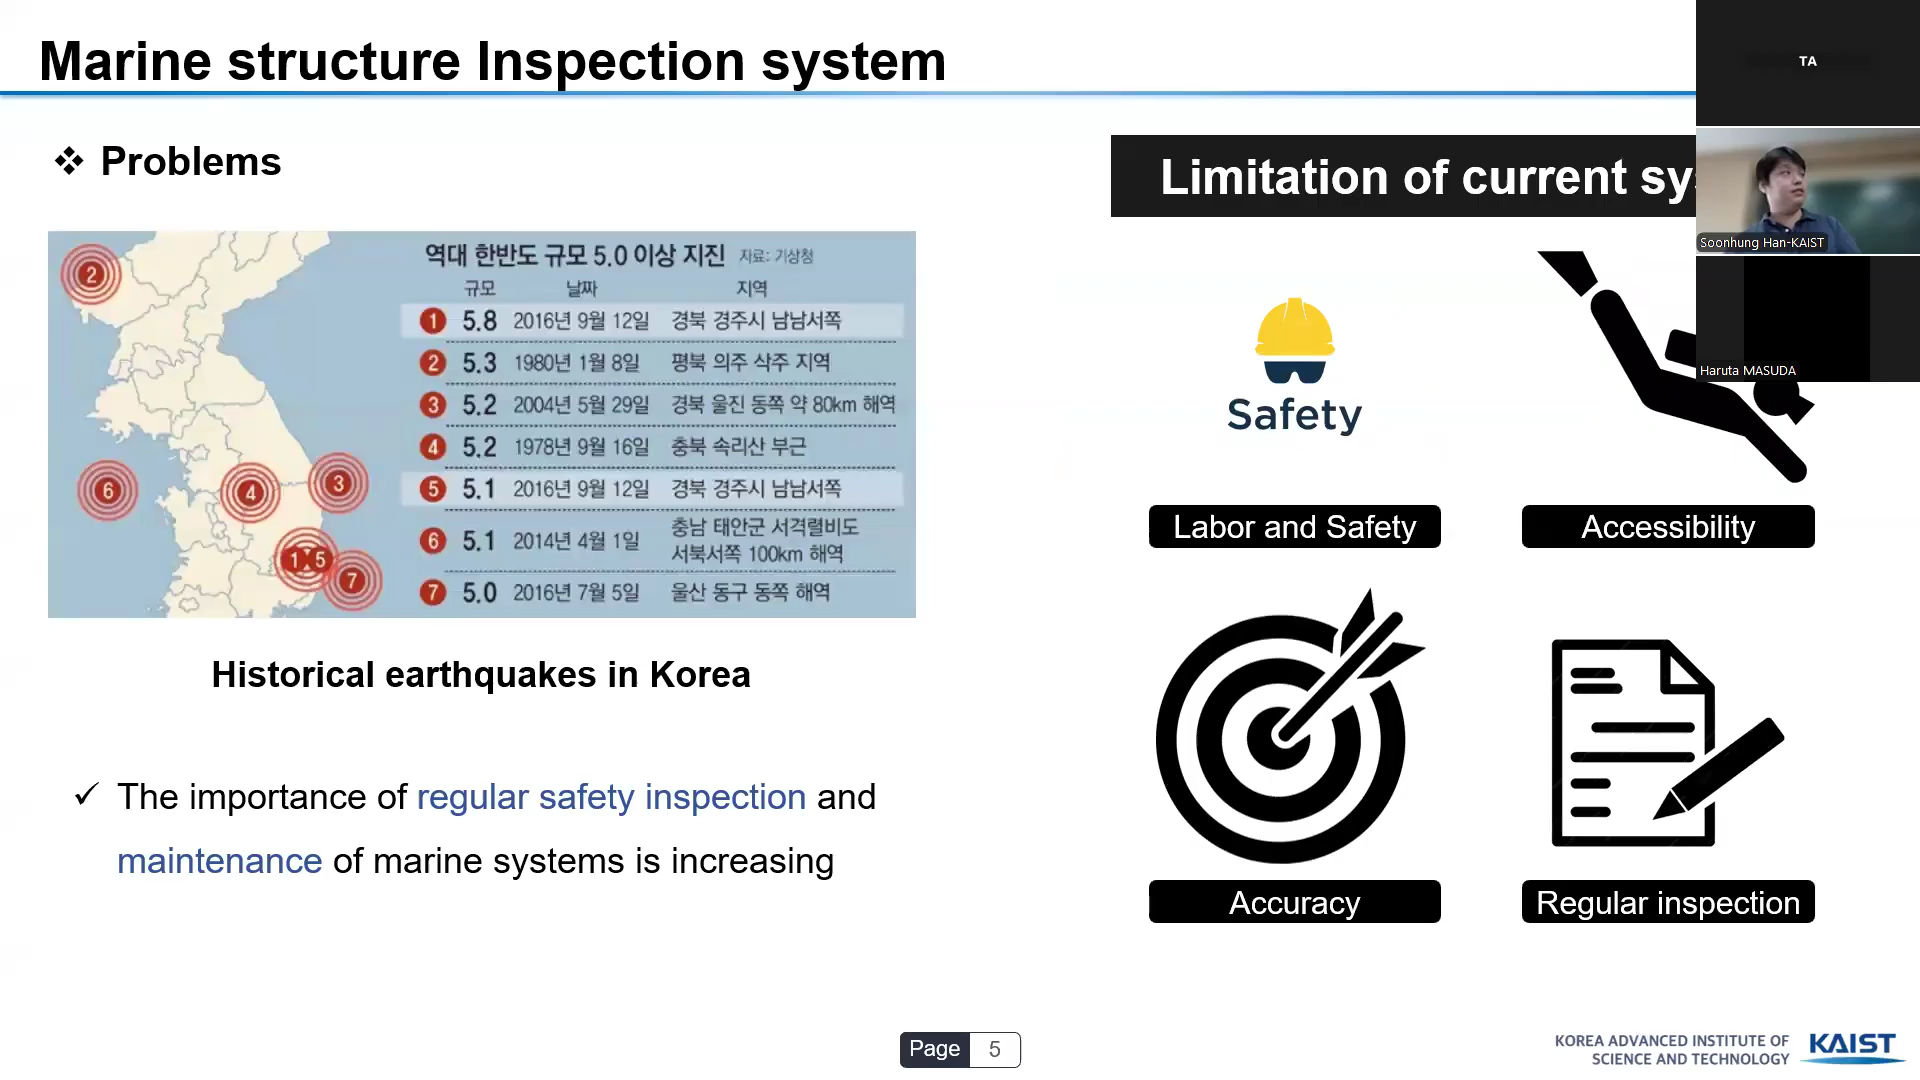 Marine structure Inspection system
❖ Problems
역대 한반도 규모 5.0 이상 지진 자료: 기상청
규모 날짜 지역
1 5.8 2016년 9월 12일 경북 경주시 남남서쪽
2 5.3 1980년 1월 8일 평북 의주 삭주 지역
3 5.2 2004년 5월 29일 경북 울진 동쪽 약 80km 해역
4 5.2 1978년 9월 16일 충북 속리산 부근
5 5.1 2016년 9월 12일 경북 경주시 남남서쪽
6 5.1 2014년 4월 1일 충남 태안군 서격렬비도
서북서쪽 100km 해역
7 5.0 2016년 7월 5일 울산 동구 동쪽 해역
2
6
4
3
1 5
7
Historical earthquakes in Korea
✓ The importance of regular safety inspection and
maintenance of marine systems is increasing
Limitation of current sy
Safety
Labor and Safety
Accessibility
Accuracy
Regular inspection
TA
Soonhung Han-KAIST
Haruta MASUDA
Page 5
KOREA ADVANCED INSTITUTE OF
SCIENCE AND TECHNOLOGY
KAIST